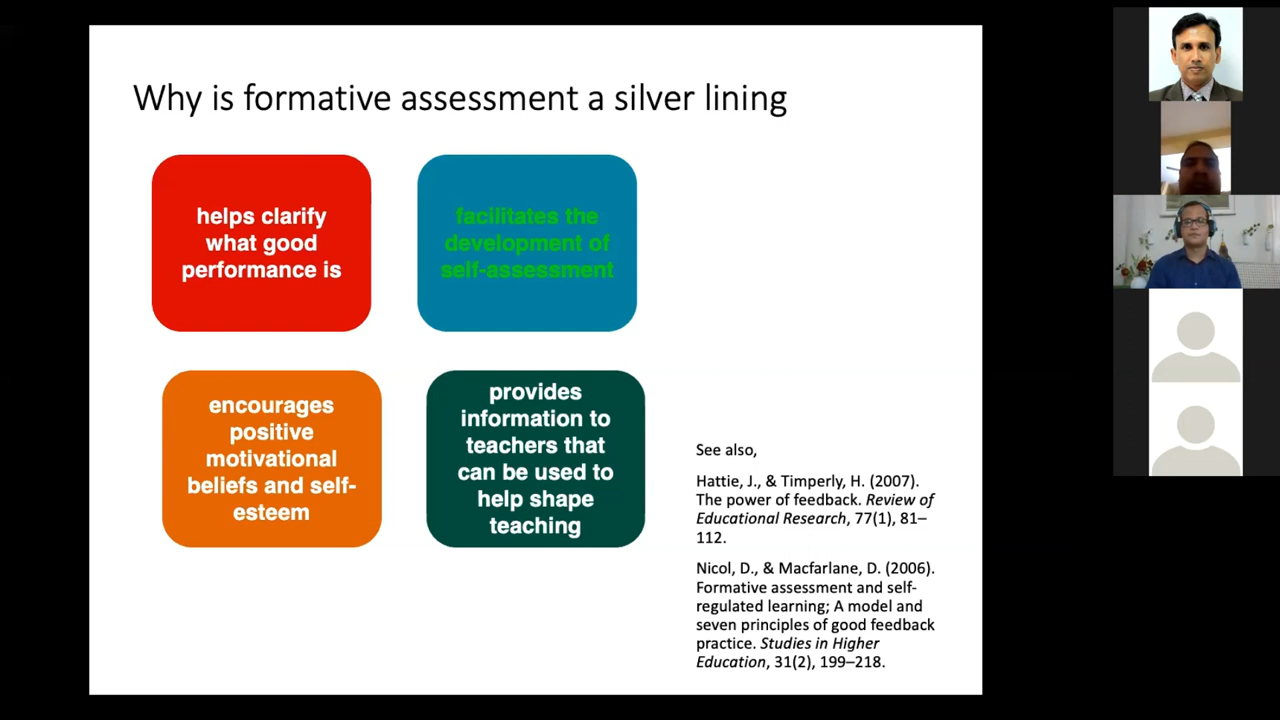 Why is formative assessment a silver lining
helps clarify
what good
performance is
facilitates the
development of
self-assessment
encourages
positive
motivational
beliefs and self-
esteem
provides
information to
teachers that
can be used to
help shape
teaching
See also,
Hattie, J., & Timperly, H. (2007).
The power of feedback. Review of
Educational Research, 77(1), 81–
112.
Nicol, D., & Macfarlane, D. (2006).
Formative assessment and self-
regulated learning; A model and
seven principles of good feedback
practice. Studies in Higher
Education, 31(2), 199–218.